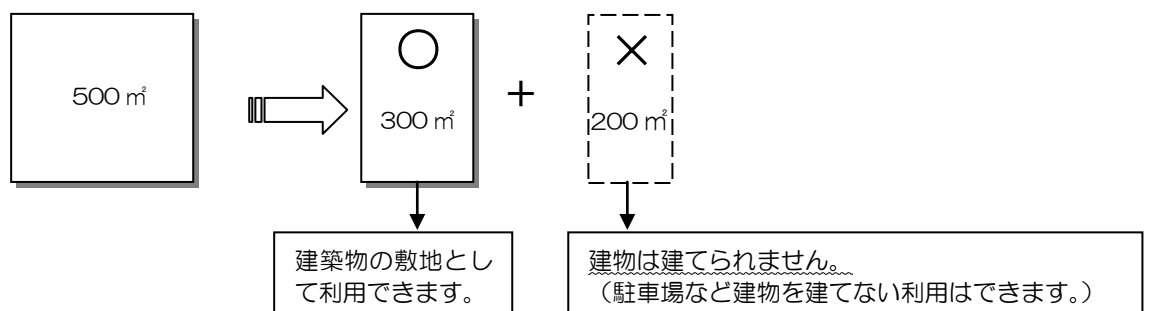 500㎡
○
300㎡
＋
×
200㎡
建築物の敷地とし
て利用できます。
建物は建てられません。
（駐車場など建物を建てない利用はできます。）